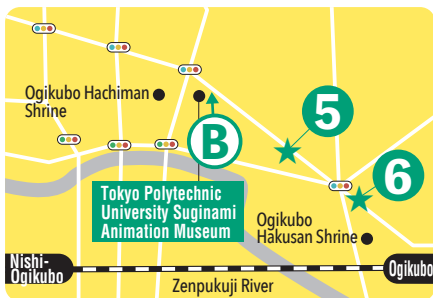 Ogikubo Hachiman
Shrine
B
5
6
Tokyo Polytechnic
University Suginami
Animation Museum
Ogikubo
Hakusan Shrine
Nishi-
Ogikubo
Ogikubo
Zenpukuji River